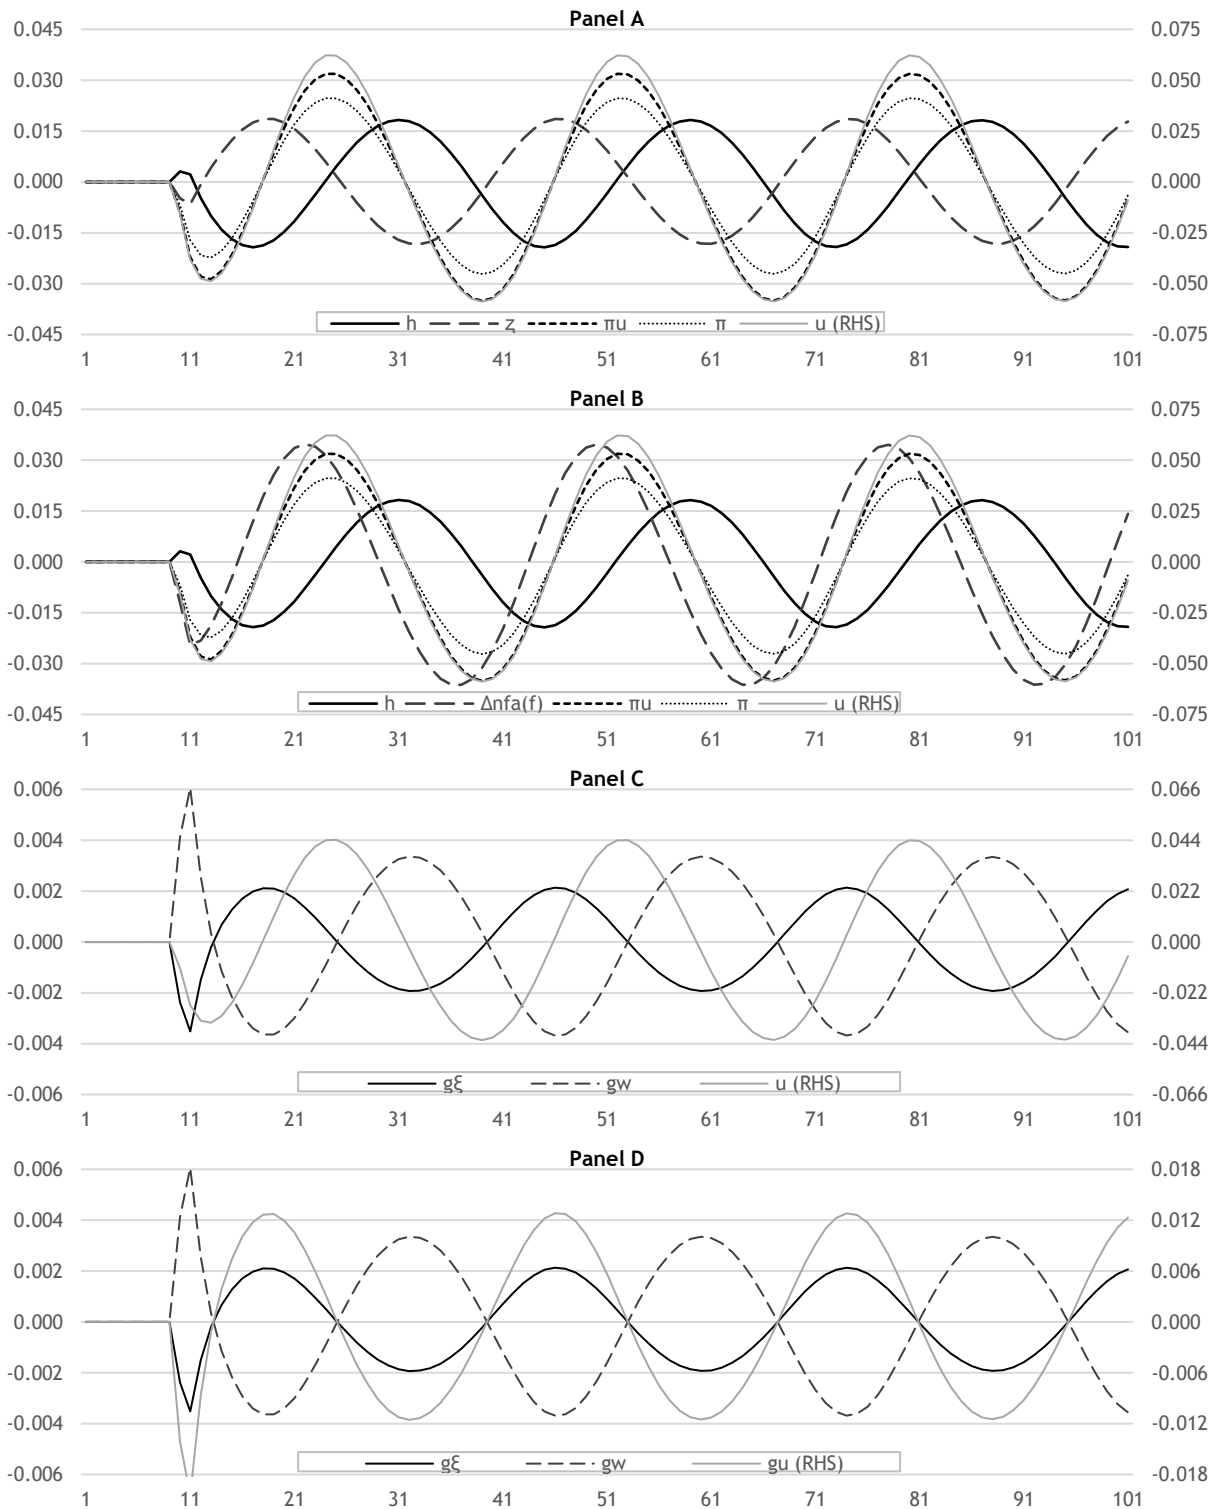 Panel A
0.045 0.075
0.030 0.050
0.015 0.025
0.000 0.000
-0.015 -0.025
-0.030 -0.050
h ζ πu π u (RHS)
-0.045 -0.075
1 11 21 31 41 51 61 71 81 91 101
Panel B
0.045 0.075
0.030 0.050
0.015 0.025
0.000 0.000
-0.015 -0.025
-0.030 -0.050
h Δnfa(f) πu π u (RHS)
-0.045 -0.075
1 11 21 31 41 51 61 71 81 91 101
Panel C
0.006 0.066
0.004 0.044
0.002 0.022
0.000 0.000
-0.002 -0.022
-0.004 -0.044
gξ gw u (RHS)
-0.006 -0.066
1 11 21 31 41 51 61 71 81 91 101
Panel D
0.006 0.018
0.004 0.012
0.002 0.006
0.000 0.000
-0.002 -0.006
-0.004 -0.012
gξ gw gu (RHS)
-0.006 -0.018
1 11 21 31 41 51 61 71 81 91 101